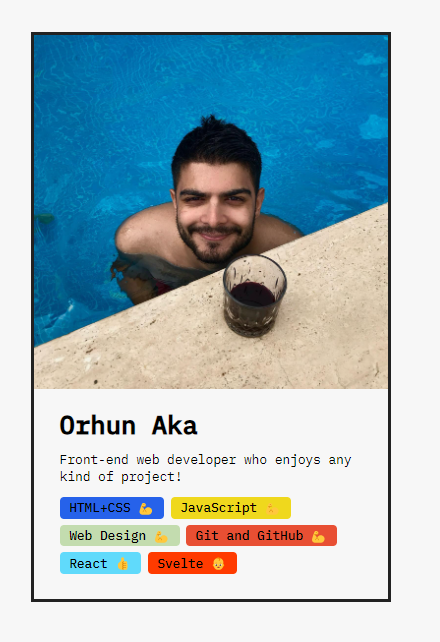 Orhun Aka
Front-end web developer who enjoys any
kind of project!
HTML+CSS 💪 JavaScript 💪
Web Design 💪 Git and GitHub 💪
React 👍 Svelte 👶